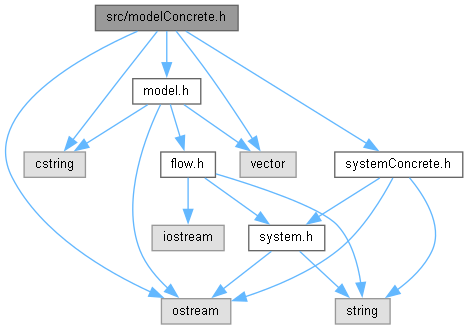 src/modelConcrete.h
model.h
cstring
flow.h
vector
systemConcrete.h
iostream
system.h
ostream
string